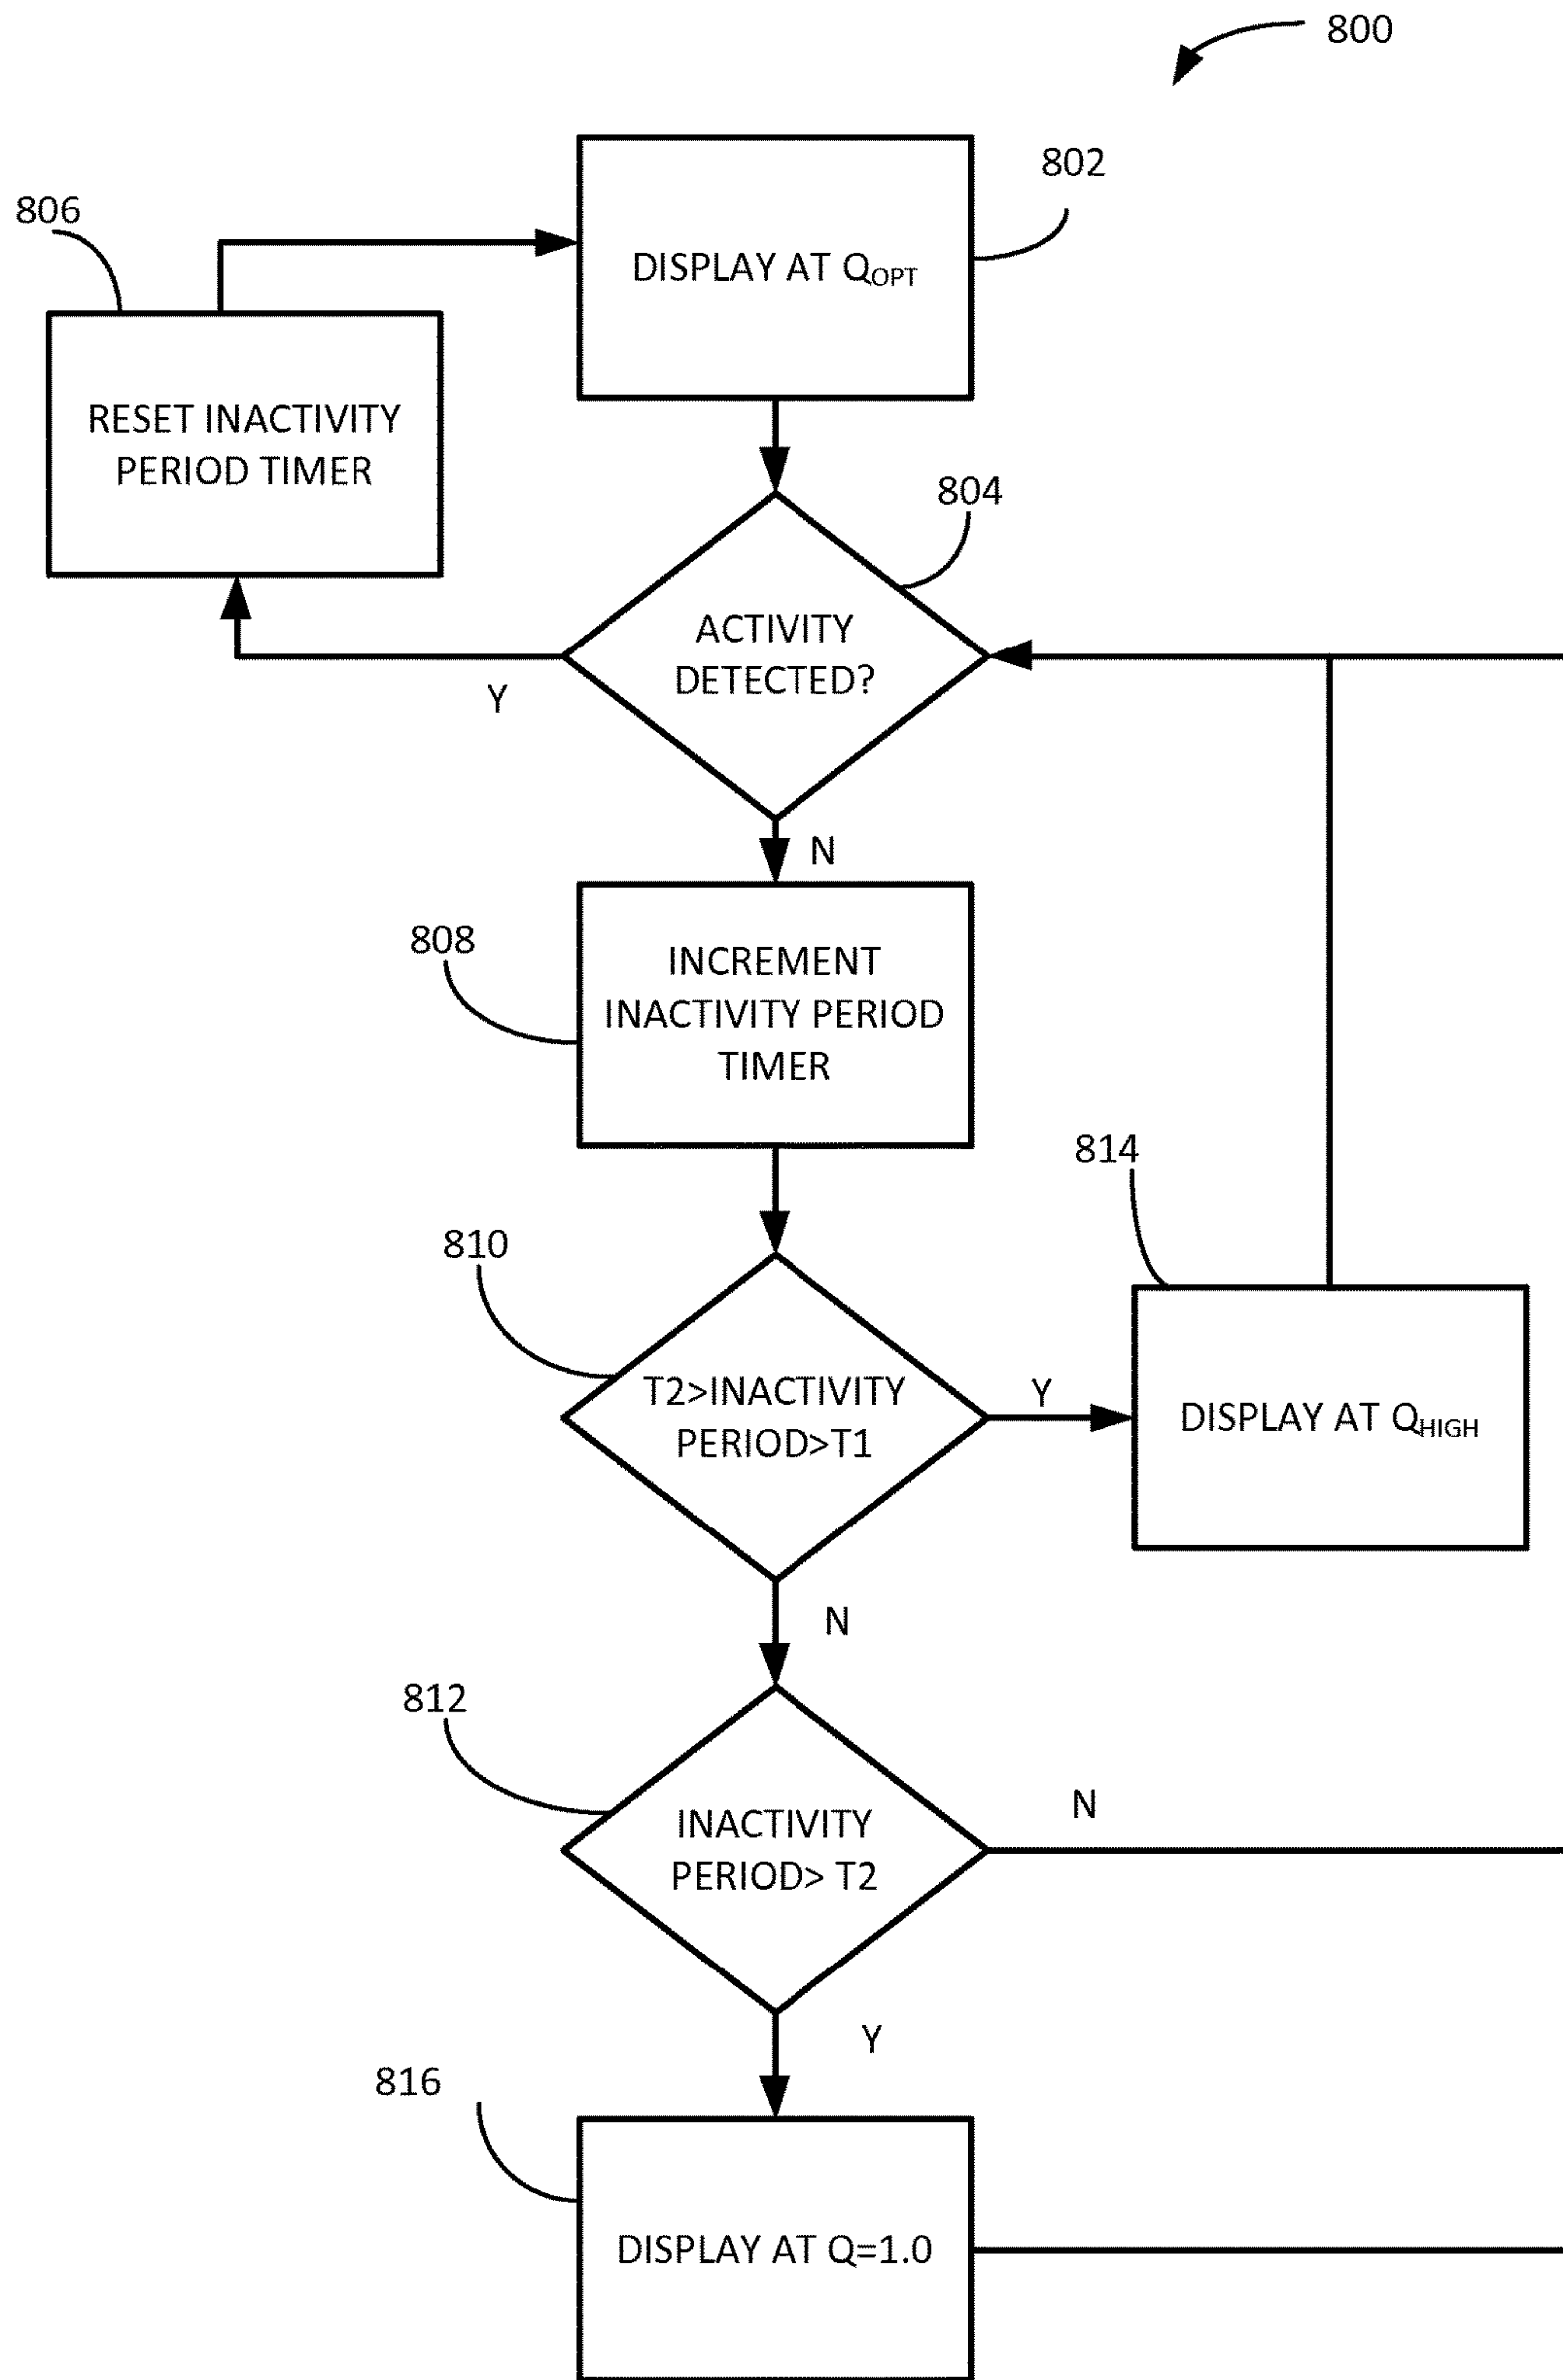 800
802
DISPLAY AT QOPT
806
RESET INACTIVITY
PERIOD TIMER
804
ACTIVITY
DETECTED?
Y
N
808
INCREMENT
INACTIVITY PERIOD
TIMER
814
810
T2>INACTIVITY
PERIOD>T1
Y
DISPLAY AT QHIGH
N
812
INACTIVITY
PERIOD> T2
N
Y
816
DISPLAY AT Q=1.0